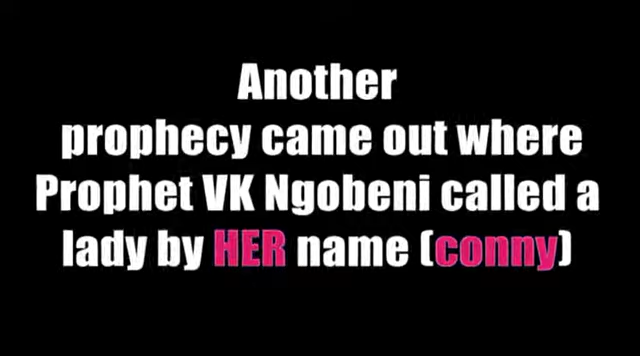 Another
prophecy came out where
Prophet VK Ngobeni called a
lady by HER name (conny)